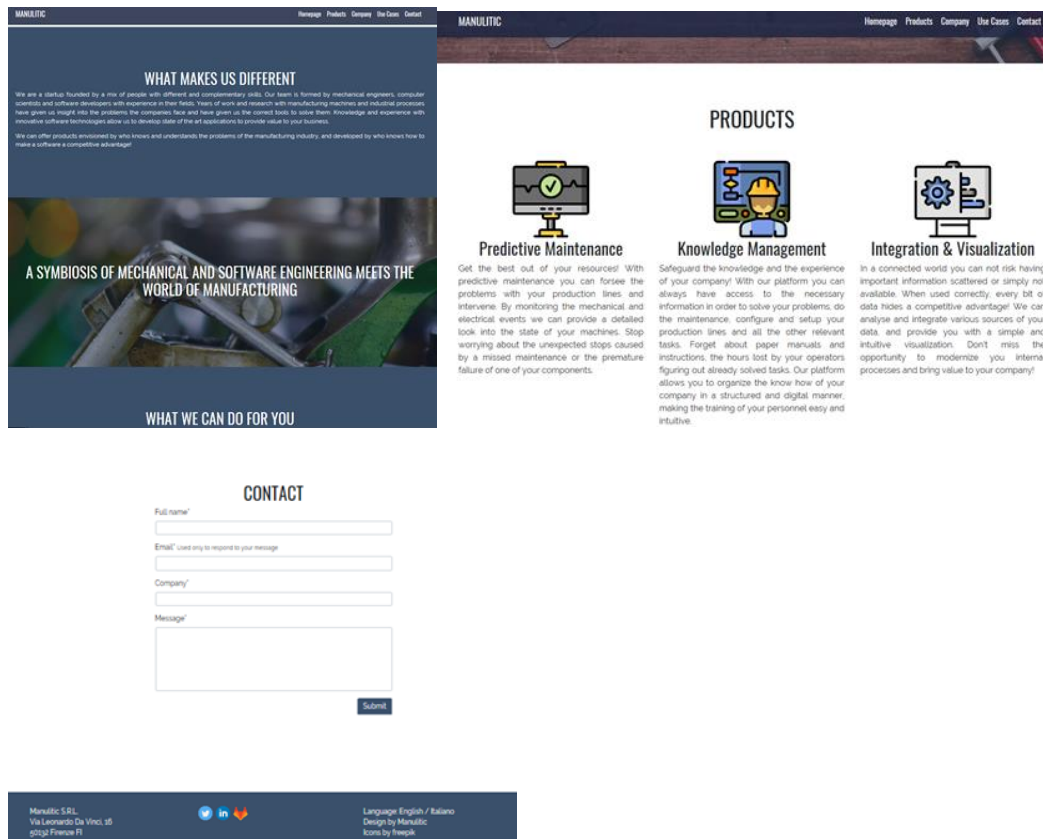 MANULITIC
Homepage Products Company Use Cases Contact
WHAT MAKES US DIFFERENT
We are a startup founded by a mix of people with different and complementary skills. Our team is formed by mechanical engineers, computer
scientists and software developers with experience in their fields. Years of work and research with manufacturing machines and industrial processes
have given us insight into the problems the companies face and have given us the correct tools to solve them. Knowledge and experience with
innovative software technologies allow us to develop state of the art applications to provide value to your business.
We can offer products envisioned by who knows and understands the problems of the manufacturing industry, and developed by who knows how to
make a software a competitive advantage!
A SYMBIOSIS OF MECHANICAL AND SOFTWARE ENGINEERING MEETS THE
WORLD OF MANUFACTURING
WHAT WE CAN DO FOR YOU
MANULITIC
Homepage Products Company Use Cases Contact
PRODUCTS
Predictive Maintenance
Get the best out of your resources! With
predictive maintenance you can forsee the
problems with your production lines and
intervene. By monitoring the mechanical and
electrical events we can provide a detailed
look into the state of your machines. Stop
worrying about the unexpected stops caused
by a missed maintenance or the premature
failure of one of your components.
Knowledge Management
Safeguard the knowledge and the experience
of your company! With our platform you can
always have access to the necessary
information in order to solve your problems, do
the maintenance, configure and setup your
production lines and all the other relevant
tasks. Forget about paper manuals and
instructions, the hours lost by your operators
figuring out already solved tasks. Our platform
allows you to organize the know how of your
company in a structured and digital manner,
making the training of your personnel easy and
intuitive.
Integration & Visualization
In a connected world you can not risk having
important information scattered or simply not
available. When used correctly, every bit o
data hides a competitive advantage! We can
analyse and integrate various sources of you
data, and provide you with a simple and
intuitive visualization. Don't miss the
opportunity to modernize you interna
processes and bring value to your company!
CONTACT
Full name*
Email* Used only to respond to your message
Company*
Message*
Submit
Manulitic S.R.L.
Via Leonardo Da Vinci, 16
50132 Firenze FI
in
Language: English / Italiano
Design by Manulitic
Icons by freepik